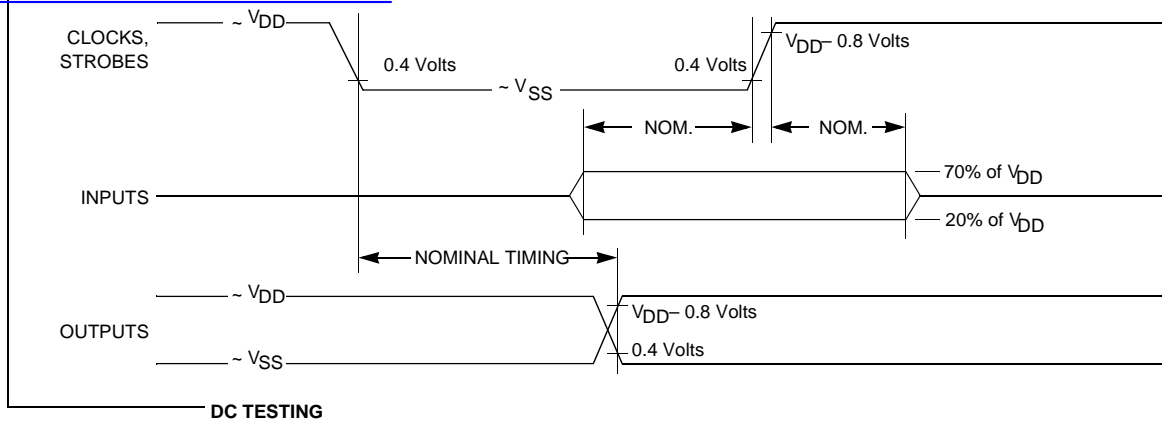 ~ VDD
CLOCKS,
STROBES
0.4 Volts
0.4 Volts
VDD– 0.8 Volts
~ VSS
NOM.
NOM.
INPUTS
70% of VDD
20% of VDD
NOMINAL TIMING
OUTPUTS
~ VDD
VDD– 0.8 Volts
0.4 Volts
~ VSS
DC TESTING